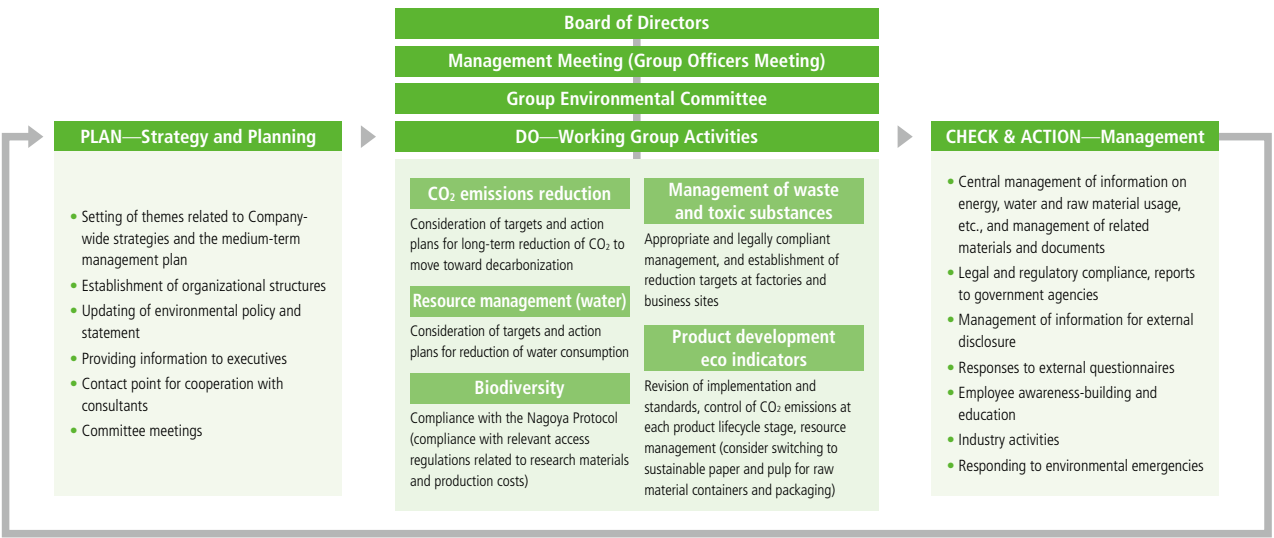 Board of Directors
Management Meeting (Group Officers Meeting)
Group Environmental Committee
PLAN—Strategy and Planning
• Setting of themes related to Company-
wide strategies and the medium-term
management plan
• Establishment of organizational structures
• Updating of environmental policy and
statement
• Providing information to executives
• Contact point for cooperation with
consultants
• Committee meetings
DO—Working Group Activities
CO₂ emissions reduction
Consideration of targets and action
plans for long-term reduction of CO₂ to
move toward decarbonization
Resource management (water)
Consideration of targets and action
plans for reduction of water consumption
Biodiversity
Compliance with the Nagoya Protocol
(compliance with relevant access
regulations related to research materials
and production costs)
Management of waste
and toxic substances
Appropriate and legally compliant
management, and establishment of
reduction targets at factories and
business sites
Product development
eco indicators
Revision of implementation and
standards, control of CO₂ emissions at
each product lifecycle stage, resource
management (consider switching to
sustainable paper and pulp for raw
material containers and packaging)
CHECK & ACTION—Management
• Central management of information on
energy, water and raw material usage,
etc., and management of related
materials and documents
• Legal and regulatory compliance, reports
to government agencies
• Management of information for external
disclosure
• Responses to external questionnaires
• Employee awareness-building and
education
• Industry activities
• Responding to environmental emergencies